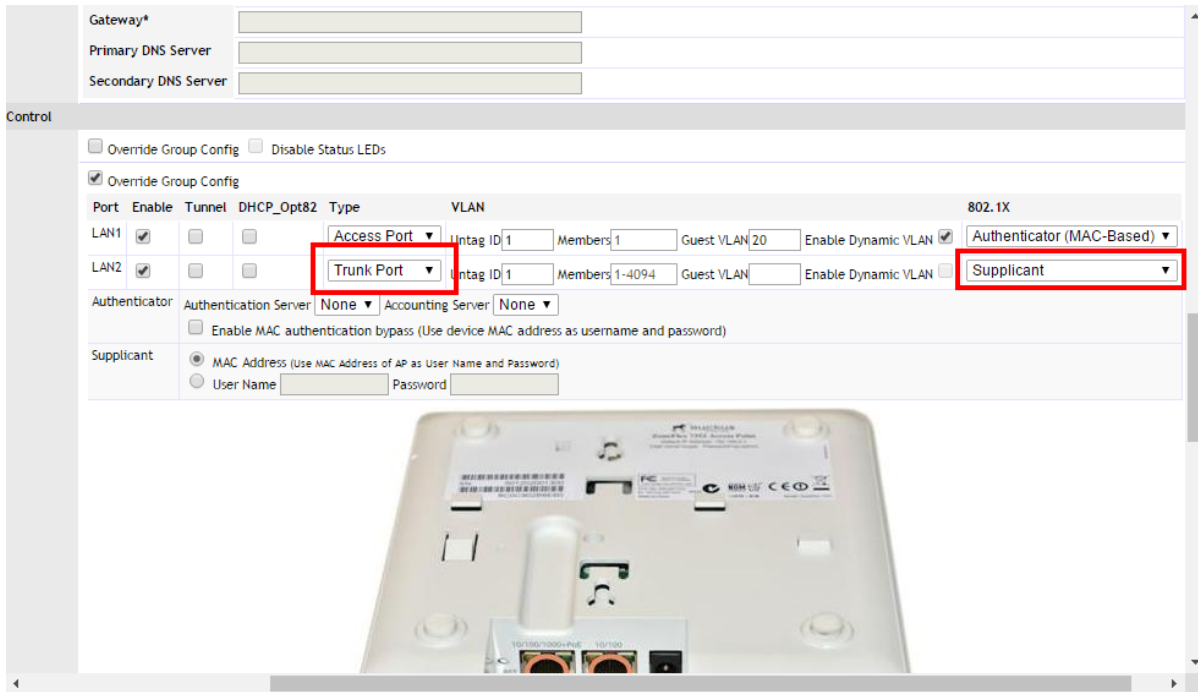 Gateway*
Primary DNS Server
Secondary DNS Server
Control
Override Group Config Disable Status LEDs
Override Group Config
Port Enable Tunnel DHCP_Opt82 Type VLAN 802.1X
LAN1 Access Port Untag ID 1 Members 1 Guest VLAN 20 Enable Dynamic VLAN Authenticator (MAC-Based)
LAN2 Trunk Port Untag ID 1 Members 1-4094 Guest VLAN Enable Dynamic VLAN Supplicant
Authenticator Authentication Server None Accounting Server None
Enable MAC authentication bypass (Use device MAC address as username and password)
Supplicant MAC Address (Use MAC Address of AP as User Name and Password)
User Name Password
FC
CE
10/100/1000+PoE 10/100